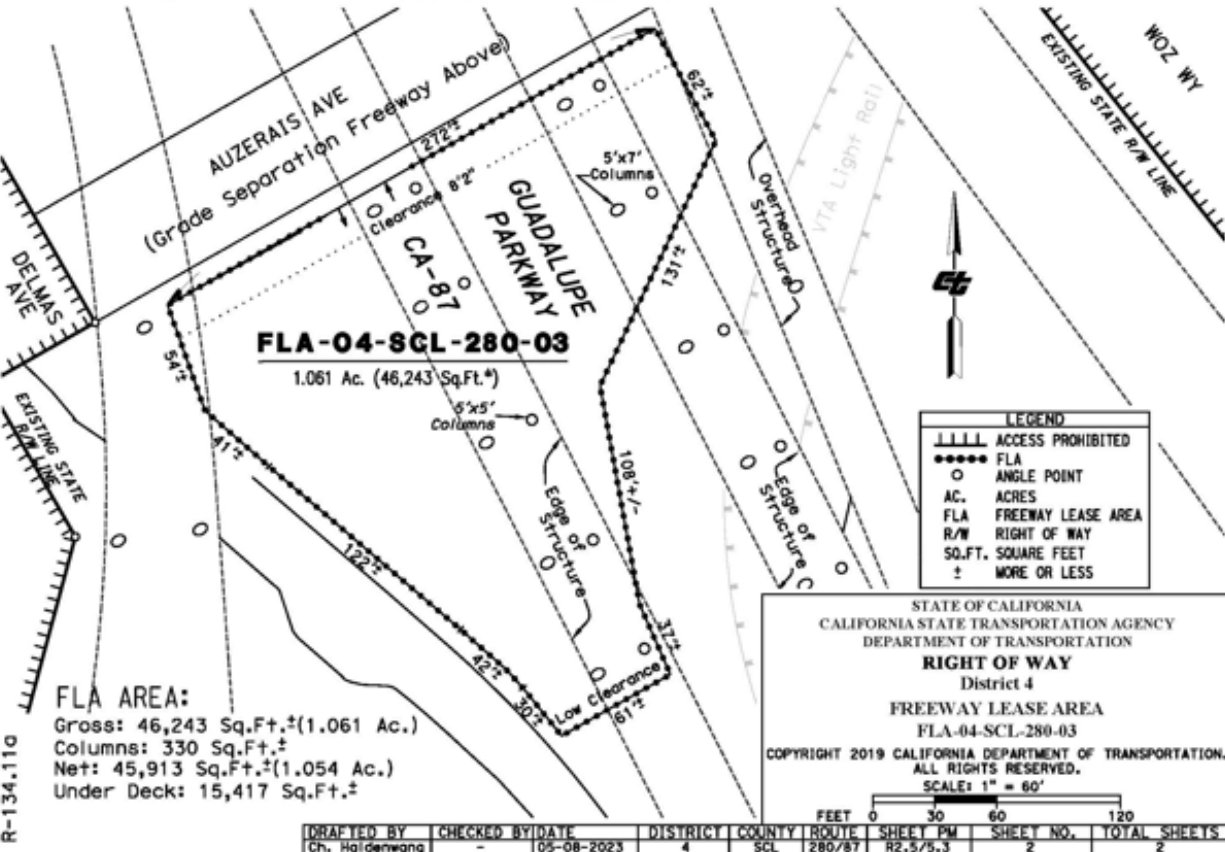 WOZ WY
EXISTING STATE R/W LINE
AUZERAIS AVE
(Grade Separation Freeway Above)
272'±
62'±
5'x7'
Columns
Clearance 8'2"
GUADALUPE
PARKWAY
CA-87
Overhead
Structure
VTA Light Rail
131'±
DELMAS
AVE
FLA-04-SCL-280-03
1.061 Ac. (46,243 Sq.Ft.±)
54'±
EXISTING STATE
R/W LINE
41'±
5'x5'
Columns
108'+/-
Edge of
Structure
Edge of
Structure
122'±
42'±
30'±
Low Clearance
61'±
37'±
LEGEND
ACCESS PROHIBITED
FLA
ANGLE POINT
AC. ACRES
FLA FREEWAY LEASE AREA
R/W RIGHT OF WAY
SQ.FT. SQUARE FEET
± MORE OR LESS
FLA AREA:
Gross: 46,243 Sq.Ft.±(1.061 Ac.)
Columns: 330 Sq.Ft.±
Net: 45,913 Sq.Ft.±(1.054 Ac.)
Under Deck: 15,417 Sq.Ft.±
R-134.11a
STATE OF CALIFORNIA
CALIFORNIA STATE TRANSPORTATION AGENCY
DEPARTMENT OF TRANSPORTATION
RIGHT OF WAY
District 4
FREEWAY LEASE AREA
FLA-04-SCL-280-03
COPYRIGHT 2019 CALIFORNIA DEPARTMENT OF TRANSPORTATION.
ALL RIGHTS RESERVED.
SCALE: 1" = 60'
FEET 0 30 60 120
DRAFTED BY CHECKED BY DATE DISTRICT COUNTY ROUTE SHEET PM SHEET NO. TOTAL SHEETS
Ch. Haldenwang - 05-08-2023 4 SCL 280/87 R2.5/5.3 2 2